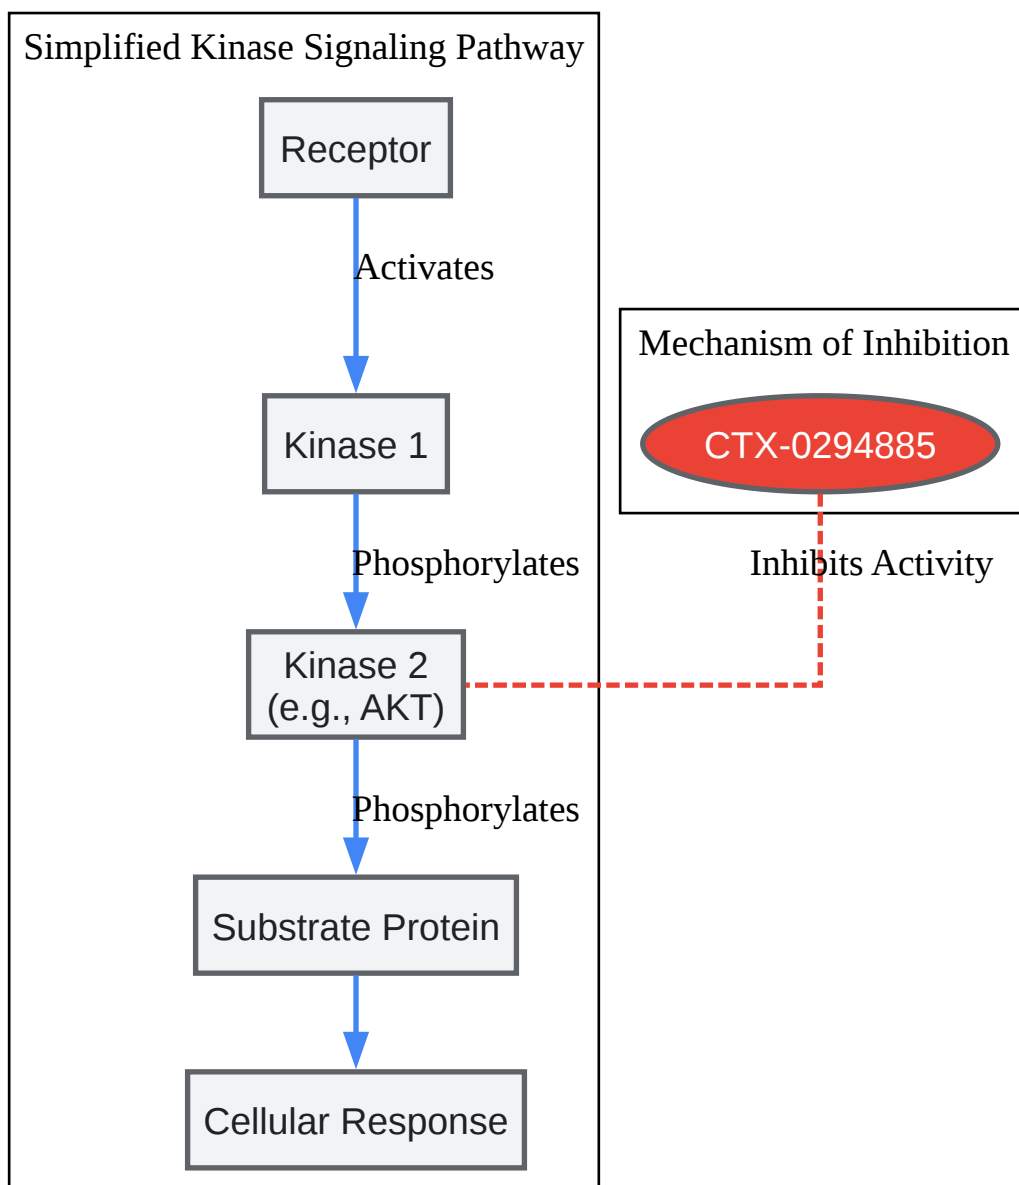 Simplified Kinase Signaling Pathway
Receptor
Activates
Mechanism of Inhibition
Kinase 1
CTX-0294885
Phosphorylates
Inhibits Activity
Kinase 2
(e.g., AKT)
Phosphorylates
Substrate Protein
Cellular Response